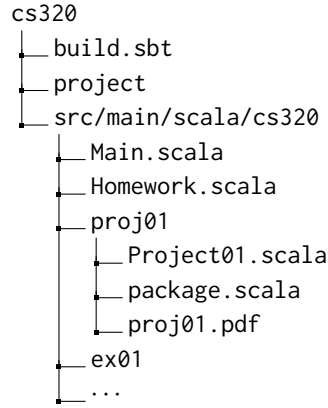 cs320
build.sbt
project
src/main/scala/cs320
Main.scala
Homework.scala
proj01
Project01.scala
package.scala
proj01.pdf
ex01
...